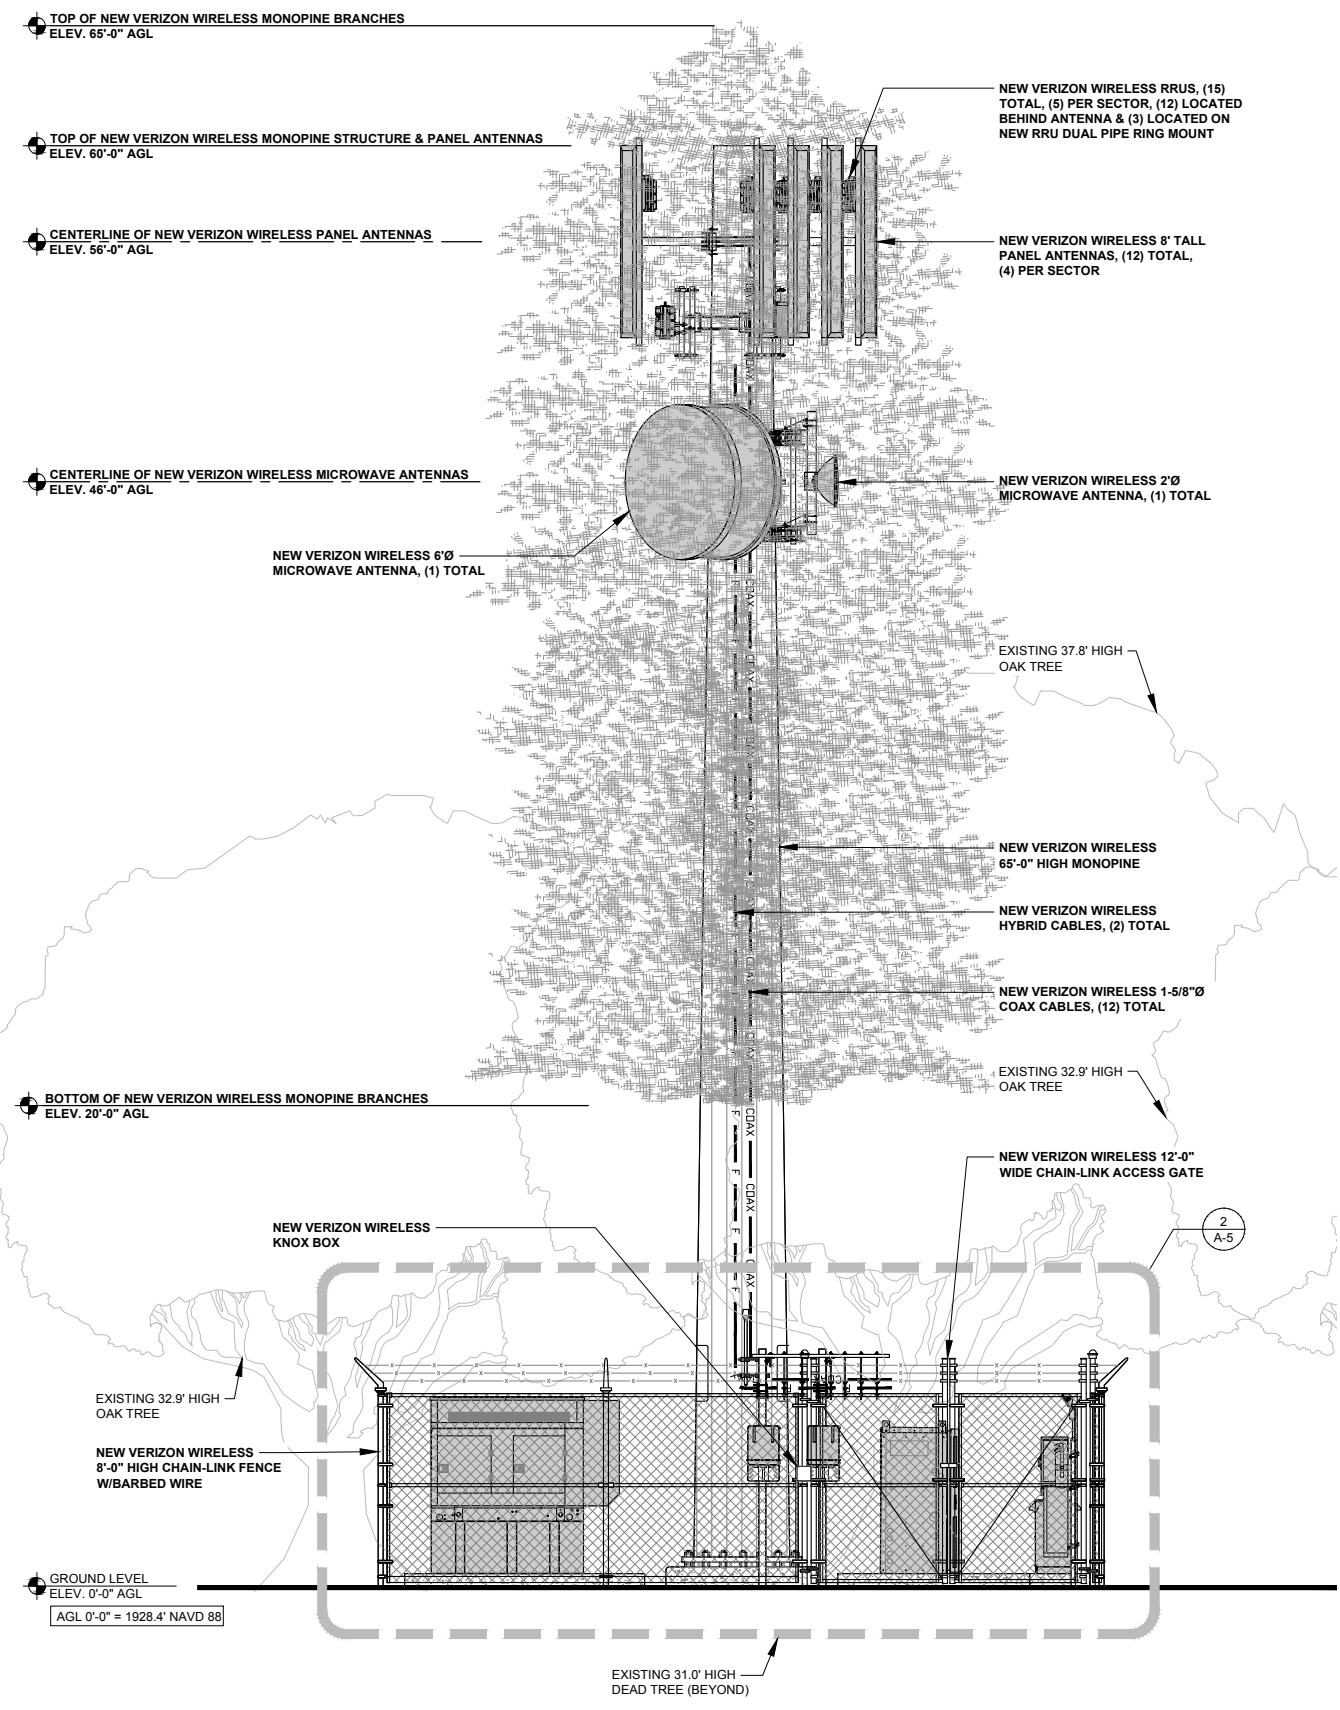 TOP OF NEW VERIZON WIRELESS MONOPINE BRANCHES
ELEV. 65'-0" AGL
NEW VERIZON WIRELESS RRUS, (15)
TOTAL, (5) PER SECTOR, (12) LOCATED
BEHIND ANTENNA & (3) LOCATED ON
NEW RRU DUAL PIPE RING MOUNT
TOP OF NEW VERIZON WIRELESS MONOPINE STRUCTURE & PANEL ANTENNAS
ELEV. 60'-0" AGL
CENTERLINE OF NEW VERIZON WIRELESS PANEL ANTENNAS
ELEV. 56'-0" AGL
NEW VERIZON WIRELESS 8' TALL
PANEL ANTENNAS, (12) TOTAL,
(4) PER SECTOR
CENTERLINE OF NEW VERIZON WIRELESS MICROWAVE ANTENNAS
ELEV. 46'-0" AGL
NEW VERIZON WIRELESS 2'Ø
MICROWAVE ANTENNA, (1) TOTAL
NEW VERIZON WIRELESS 6'Ø
MICROWAVE ANTENNA, (1) TOTAL
COAX
EXISTING 37.8' HIGH
OAK TREE
NEW VERIZON WIRELESS
65'-0" HIGH MONOPINE
NEW VERIZON WIRELESS
HYBRID CABLES, (2) TOTAL
NEW VERIZON WIRELESS 1-5/8"Ø
COAX CABLES, (12) TOTAL
EXISTING 32.9' HIGH
OAK TREE
BOTTOM OF NEW VERIZON WIRELESS MONOPINE BRANCHES
ELEV. 20'-0" AGL
F
COAX
NEW VERIZON WIRELESS 12'-0"
WIDE CHAIN-LINK ACCESS GATE
F
COAX
F
NEW VERIZON WIRELESS
KNOX BOX
2
A-5
F
EXISTING 32.9' HIGH
OAK TREE
NEW VERIZON WIRELESS
8'-0" HIGH CHAIN-LINK FENCE
W/BARBED WIRE
GROUND LEVEL
ELEV. 0'-0" AGL
AGL 0'-0" = 1928.4' NAVD 88
EXISTING 31.0' HIGH
DEAD TREE (BEYOND)